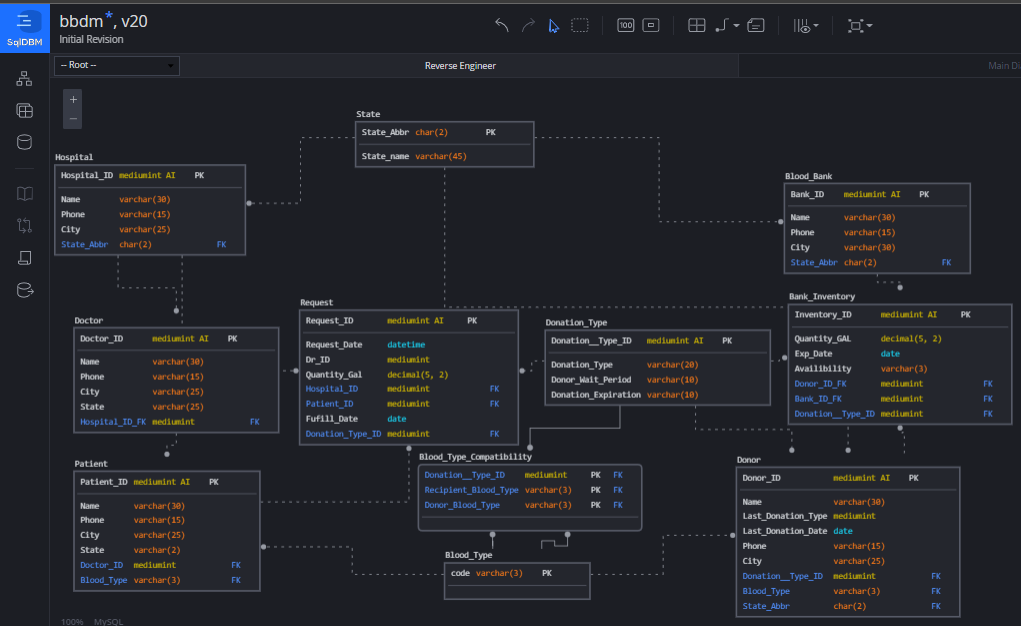 bbdm*, v20
SqlDBM
Initial Revision
100
-- Root --
Reverse Engineer
Main Di
+
−
State
State_Abbr char(2) PK
State_name varchar(45)
Hospital
Hospital_ID mediumint AI PK
Name varchar(30)
Phone varchar(15)
City varchar(25)
State_Abbr char(2) FK
Blood_Bank
Bank_ID mediumint AI PK
Name varchar(30)
Phone varchar(15)
City varchar(30)
State_Abbr char(2) FK
Doctor
Doctor_ID mediumint AI PK
Name varchar(30)
Phone varchar(15)
City varchar(25)
State varchar(25)
Hospital_ID_FK mediumint FK
Request
Request_ID mediumint AI PK
Request_Date datetime
Dr_ID mediumint
Quantity_Gal decimal(5, 2)
Hospital_ID mediumint FK
Patient_ID mediumint FK
Fufill_Date date
Donation_Type_ID mediumint FK
Donation_Type
Donation__Type_ID mediumint AI PK
Donation_Type varchar(20)
Donor_Wait_Period varchar(10)
Donation_Expiration varchar(10)
Bank_Inventory
Inventory_ID mediumint AI PK
Quantity_GAL decimal(5, 2)
Exp_Date date
Availibility varchar(3)
Donor_ID_FK mediumint FK
Bank_ID_FK mediumint FK
Donation__Type_ID mediumint FK
Patient
Patient_ID mediumint AI PK
Name varchar(30)
Phone varchar(15)
City varchar(25)
State varchar(2)
Doctor_ID mediumint FK
Blood_Type varchar(3) FK
Blood_Type_Compatibility
Donation__Type_ID mediumint PK FK
Recipient_Blood_Type varchar(3) PK FK
Donor_Blood_Type varchar(3) PK FK
Blood_Type
code varchar(3) PK
Donor
Donor_ID mediumint AI PK
Name varchar(30)
Last_Donation_Type mediumint
Last_Donation_Date date
Phone varchar(15)
City varchar(25)
Donation__Type_ID mediumint FK
Blood_Type varchar(3) FK
State_Abbr char(2) FK
100% MySQL